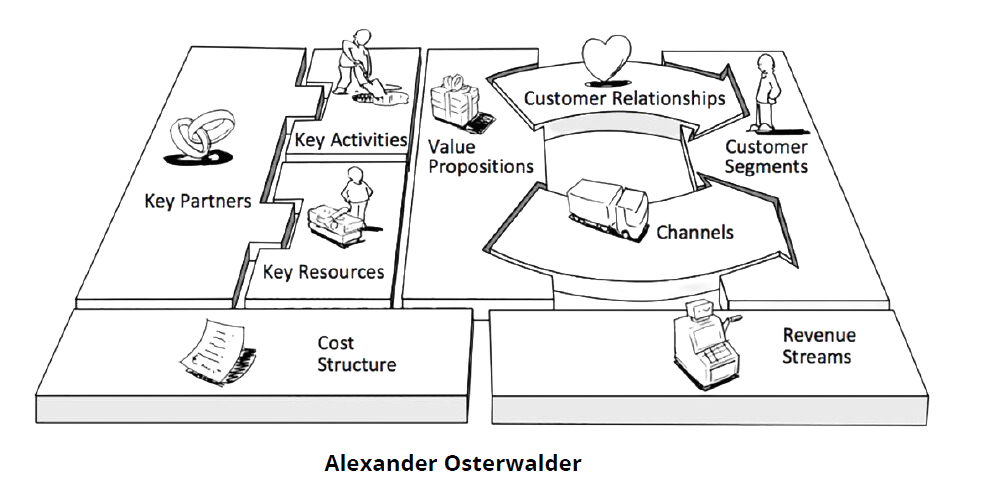 Key Partners
Key Activities
Key Resources
Value
Propositions
Customer Relationships
Channels
Customer
Segments
Cost
Structure
Revenue
Streams
Alexander Osterwalder